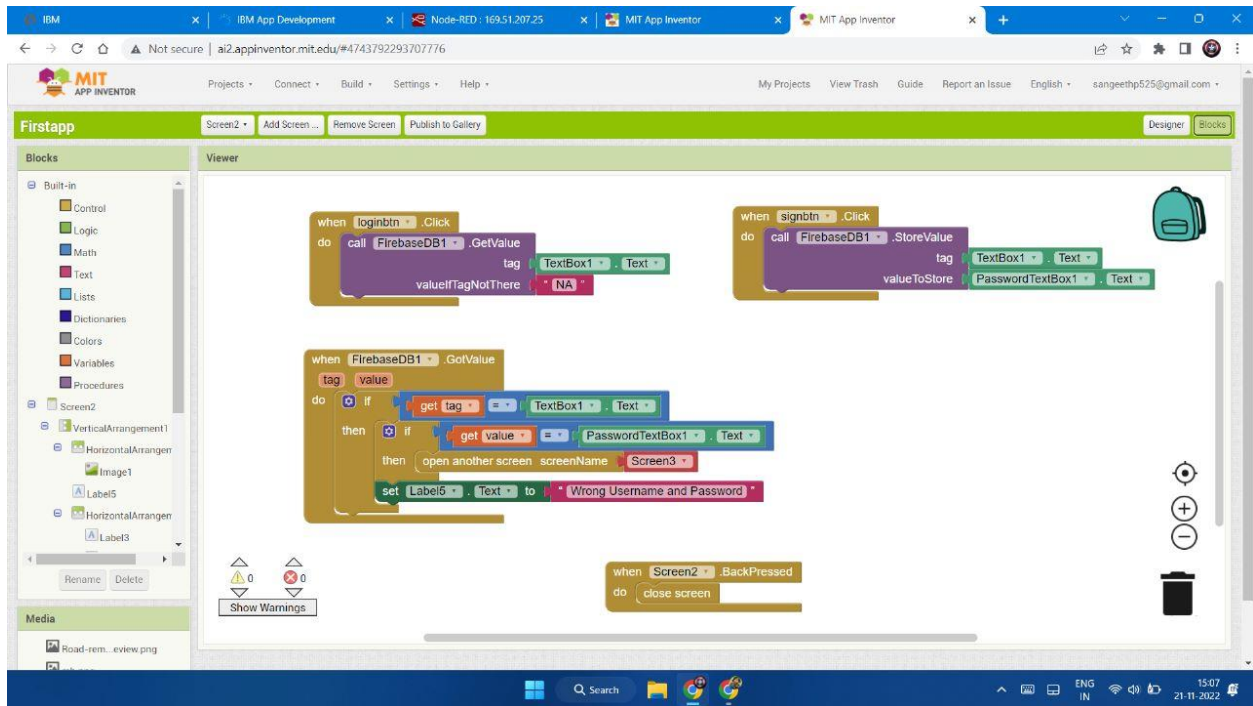 IBM
IBM App Development
Node-RED : 169.51.207.25
MIT App Inventor
MIT App Inventor
Not secure | ai2.appinventor.mit.edu/#4743792293707776
MIT
APP INVENTOR
Projects
Connect
Build
Settings
Help
My Projects
View Trash
Guide
Report an Issue
English
sangeethp525@gmail.com
Firstapp
Screen2
Add Screen ...
Remove Screen
Publish to Gallery
Designer
Blocks
Blocks
Viewer
Built-in
Control
Logic
Math
Text
Lists
Dictionaries
Colors
Variables
Procedures
Screen2
VerticalArrangement1
HorizontalArrangem
Image1
Label5
HorizontalArrangem
Label3
Rename
Delete
Media
Road-rem...eview.png
when loginbtn .Click
do call FirebaseDB1 .GetValue
tag TextBox1 . Text
valueIfTagNotThere " NA "
when signbtn .Click
do call FirebaseDB1 .StoreValue
tag TextBox1 . Text
valueToStore PasswordTextBox1 . Text
when FirebaseDB1 .GotValue
tag value
do if get tag = TextBox1 . Text
then if get value = PasswordTextBox1 . Text
then open another screen screenName Screen3
set Label5 . Text to " Wrong Username and Password "
when Screen2 .BackPressed
do close screen
0 0
Show Warnings
Search
ENG
IN
15:07
21-11-2022